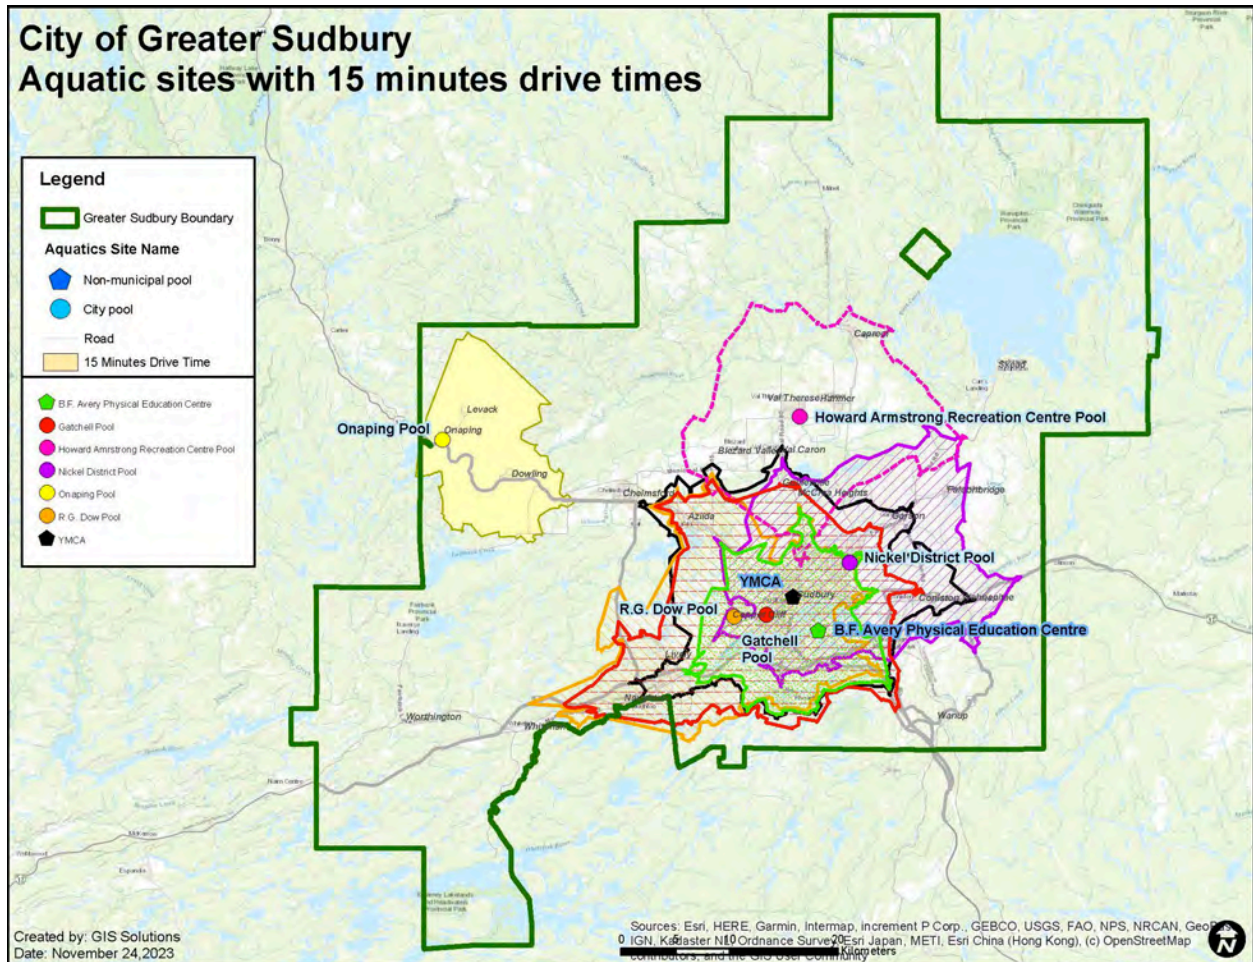 City of Greater Sudbury
Aquatic sites with 15 minutes drive times
Legend
Greater Sudbury Boundary
Aquatics Site Name
Non-municipal pool
City pool
Road
15 Minutes Drive Time
B.F. Avery Physical Education Centre
Gatchell Pool
Howard Amrstrong Recreation Centre Pool
Nickel District Pool
Onaping Pool
R.G. Dow Pool
YMCA
Capreol
Val Therese
Hanmer
Howard Armstrong Recreation Centre Pool
Levack
Onaping Pool
Onaping
Dowling
Blezard Valley
Val Caron
Chelmsford
McCrea Heights
Falconbridge
Azilda
Garson
Nickel District Pool
YMCA
Sudbury
Coniston
R.G. Dow Pool
B.F. Avery Physical Education Centre
Gatchell
Pool
Lively
Worthington
Whitefish
Wanup
Nairn Centre
Espanola
Created by: GIS Solutions
Date: November 24,2023
Sources: Esri, HERE, Garmin, Intermap, increment P Corp., GEBCO, USGS, FAO, NPS, NRCAN,
IGN, Kadaster NL, Ordnance Survey, Esri Japan, METI, Esri China (Hong Kong), (c) OpenStreetMap
contributors, and the GIS User Community
0 5 10 20
Kilometers
N